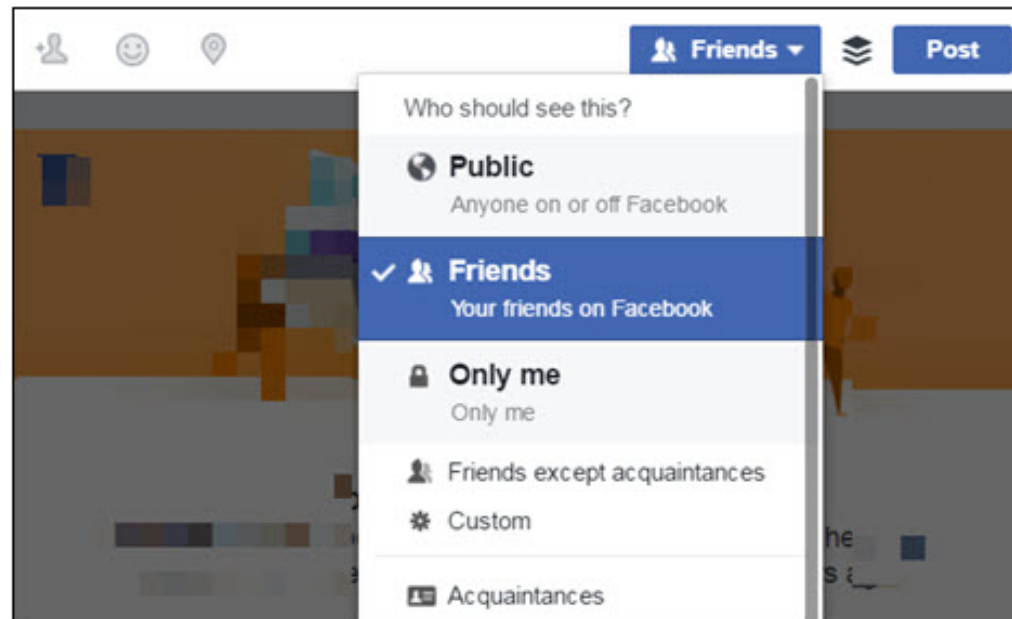 Friends
Post
Who should see this?
Public
Anyone on or off Facebook
Friends
Your friends on Facebook
Only me
Only me
Friends except acquaintances
Custom
Acquaintances